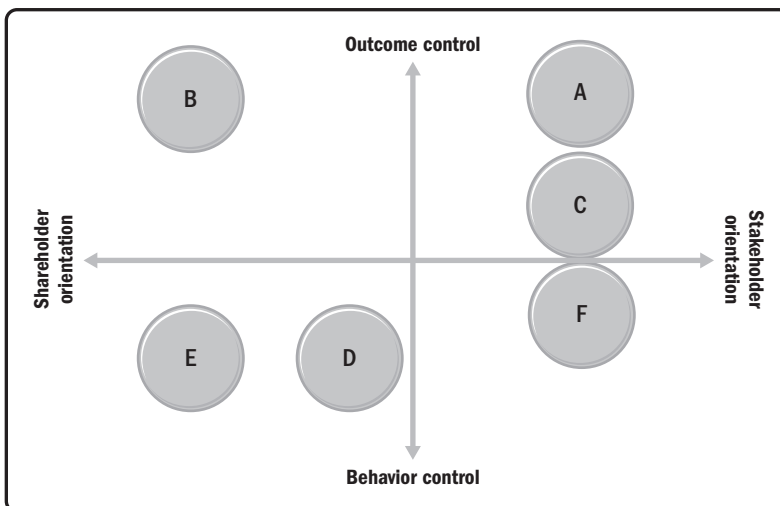 Outcome control
B
A
C
Shareholder
orientation
Stakeholder
orientation
F
E
D
Behavior control